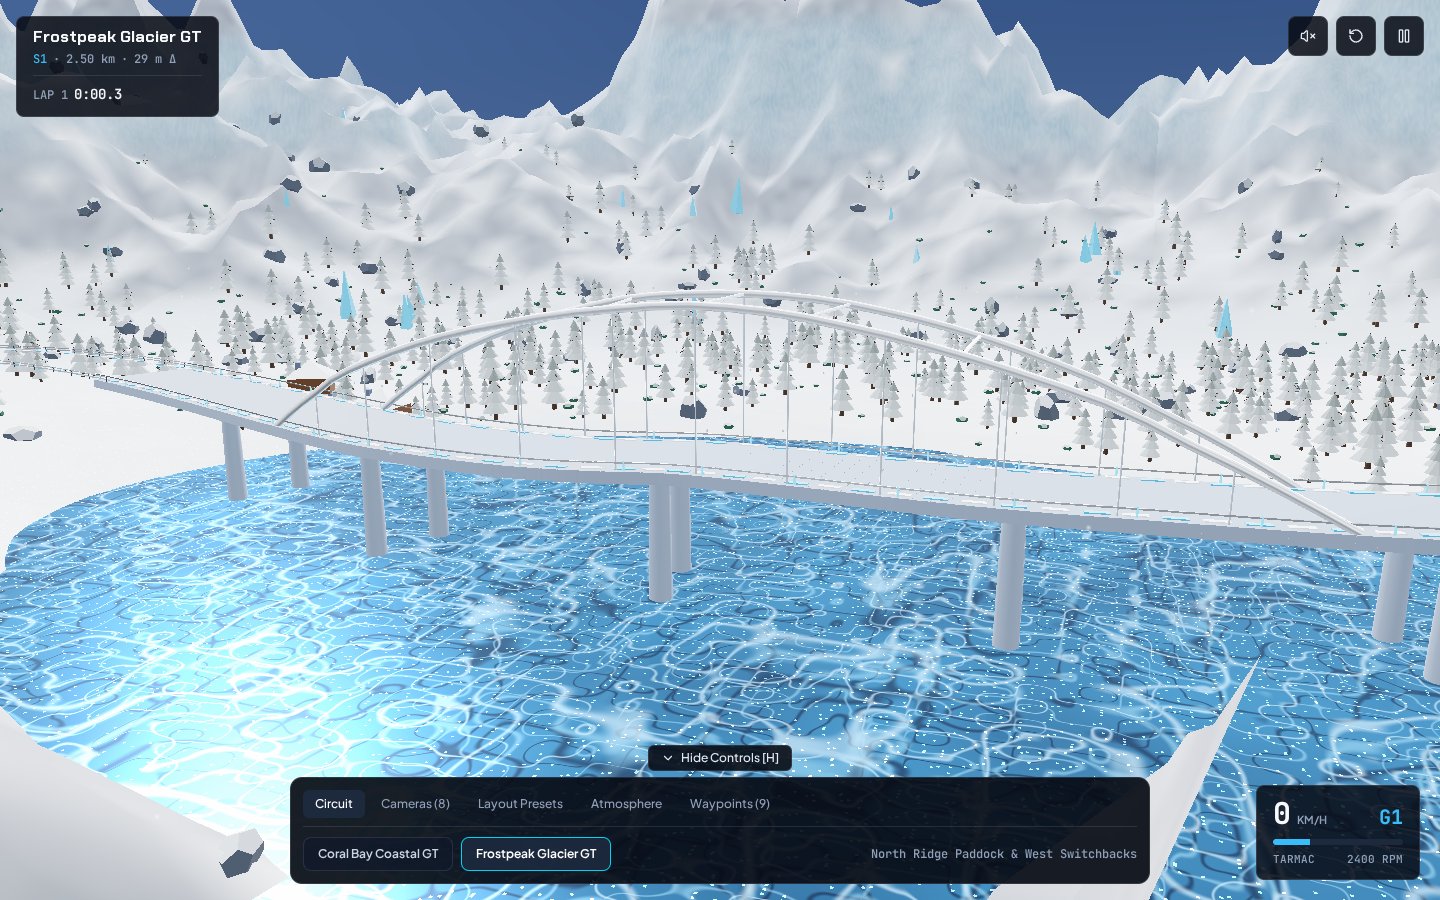 Frostpeak Glacier GT
S1 · 2.50 km · 29 m Δ
LAP 1 0:00.3
Hide Controls [H]
Circuit Cameras (8) Layout Presets Atmosphere Waypoints (9)
Coral Bay Coastal GT Frostpeak Glacier GT North Ridge Paddock & West Switchbacks
0 KM/H G1
TARMAC 2400 RPM